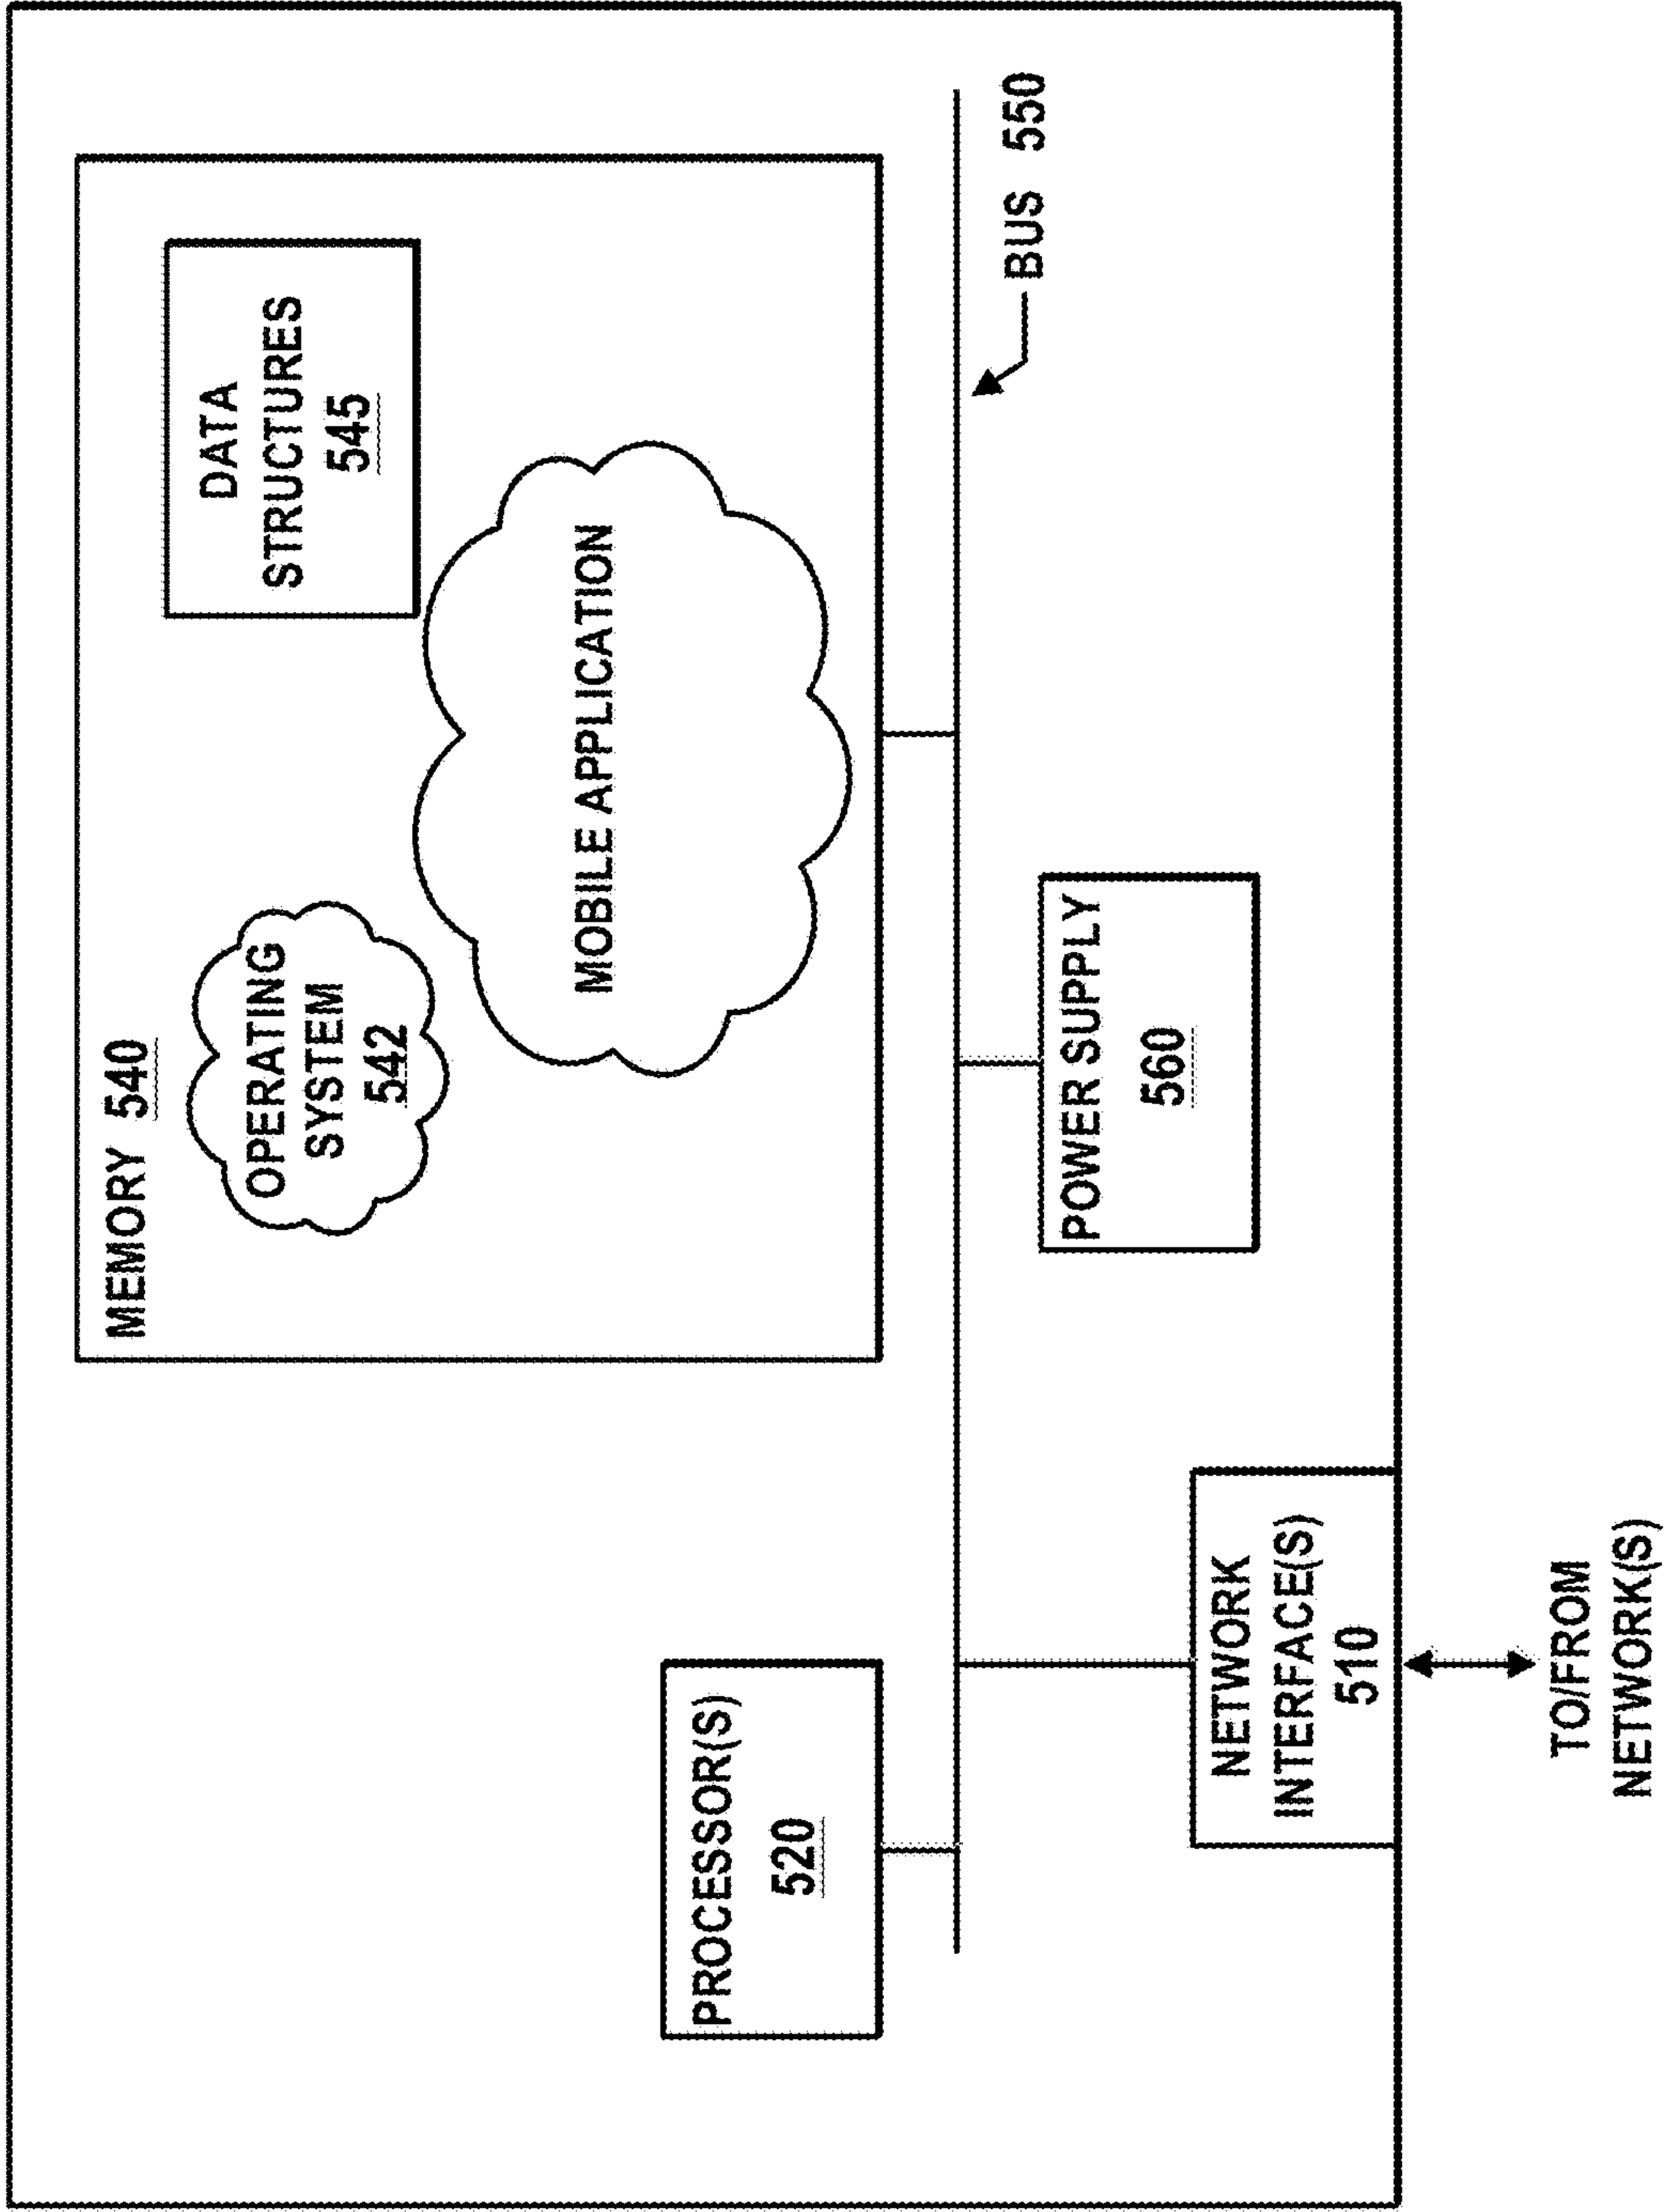 MEMORY 540
OPERATING
SYSTEM
542
DATA
STRUCTURES
545
MOBILE APPLICATION
PROCESSOR(S)
520
BUS 550
POWER SUPPLY
560
NETWORK
INTERFACE(S)
510
TO/FROM
NETWORK(S)